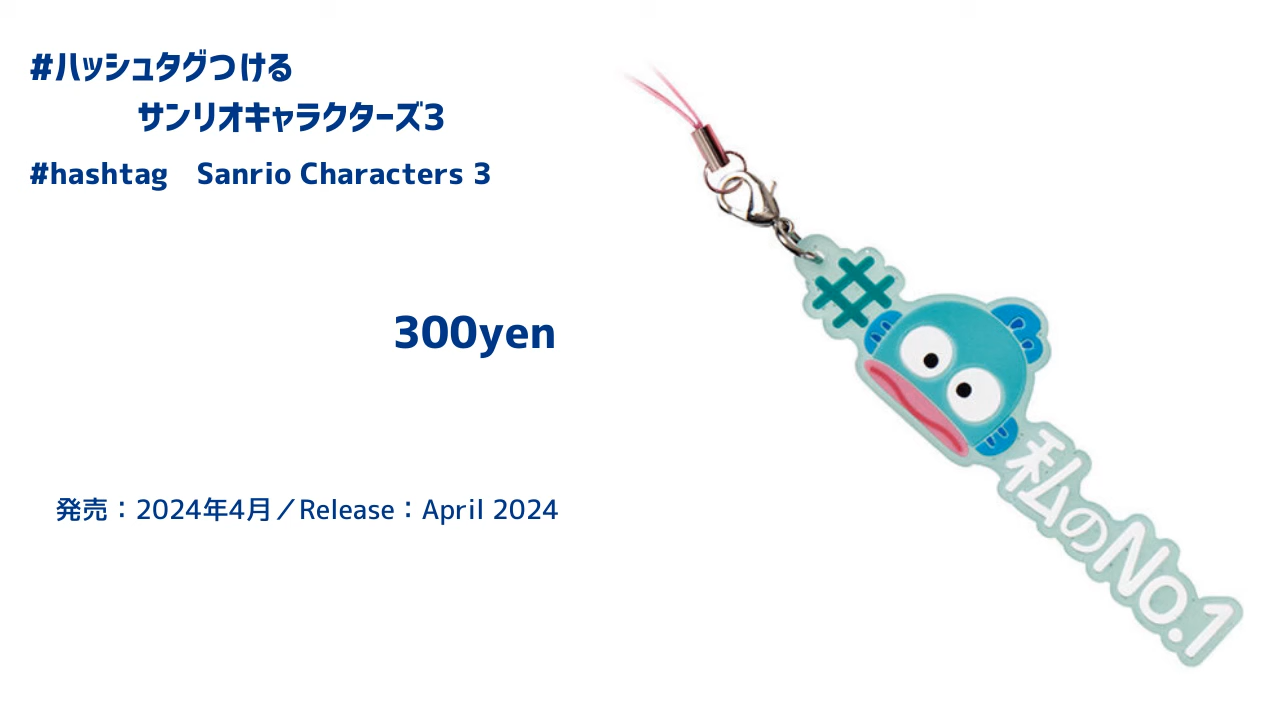 #ハッシュタグつける
サンリオキャラクターズ3
#hashtag　Sanrio Characters 3
300yen
発売：2024年4月／Release：April 2024
#
私のNo.1